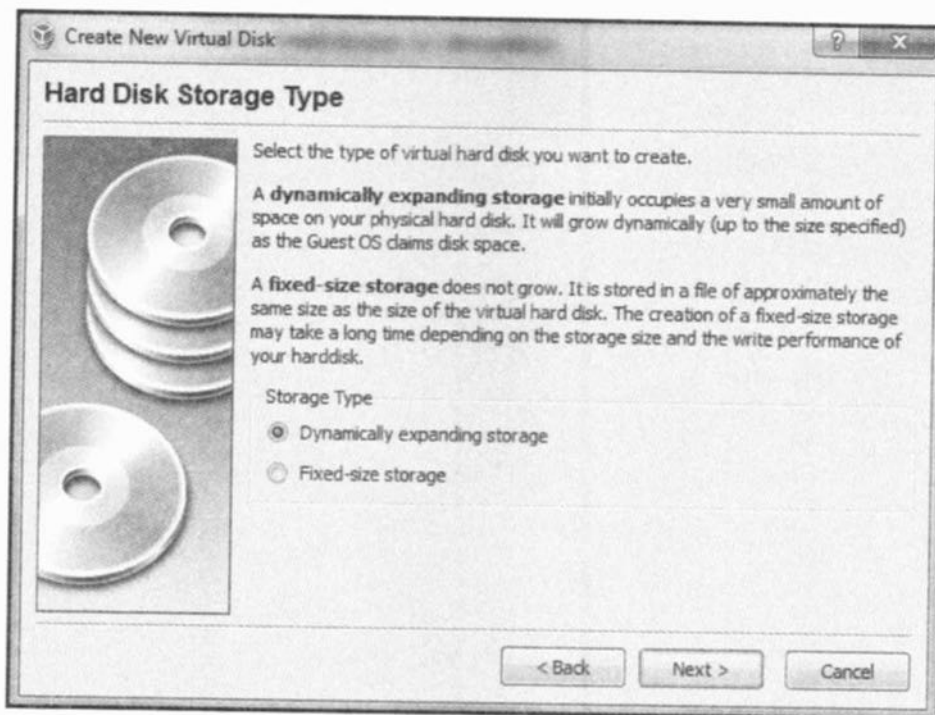 Create New Virtual Disk
Hard Disk Storage Type
Select the type of virtual hard disk you want to create.
A dynamically expanding storage initially occupies a very small amount of
space on your physical hard disk. It will grow dynamically (up to the size specified)
as the Guest OS claims disk space.
A fixed-size storage does not grow. It is stored in a file of approximately the
same size as the size of the virtual hard disk. The creation of a fixed-size storage
may take a long time depending on the storage size and the write performance of
your harddisk.
Storage Type
Dynamically expanding storage
Fixed-size storage
< Back
Next >
Cancel